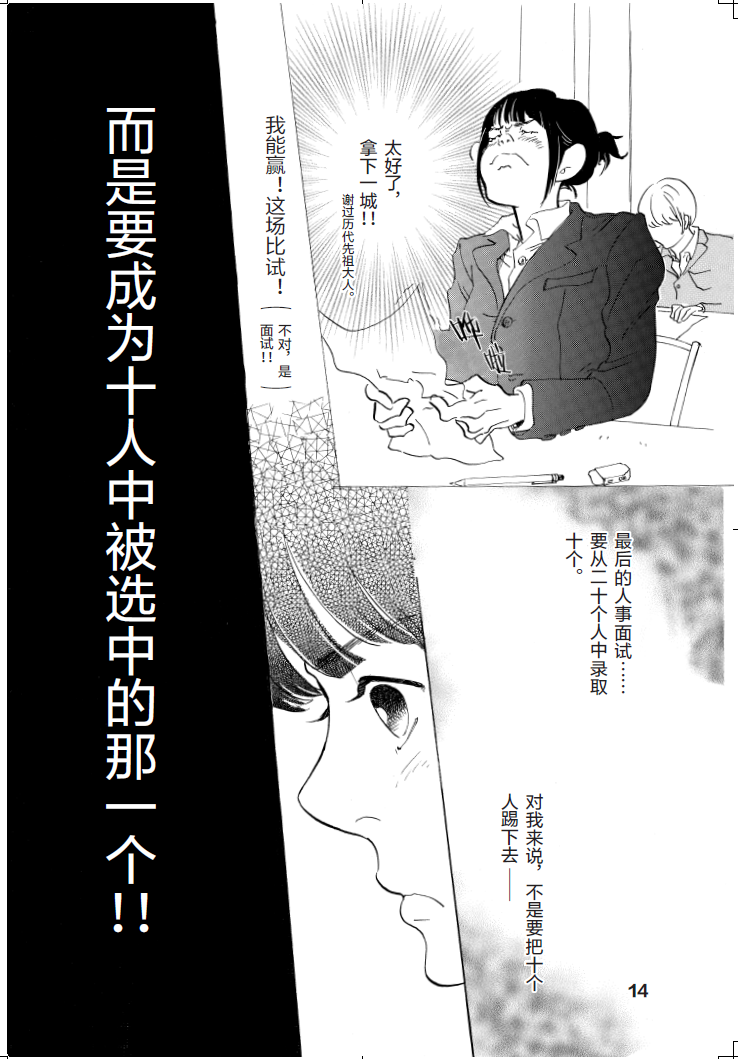 太好了，
拿下一城！！
谢过历代先祖大人。
我能赢！这场比试！
（不对，是
面试！！）
最后的人事面试……
要从二十个人中录取
十个。
对我来说，不是要把十个
人踢下去——
而是要成为十人中被选中的那一个！！
14